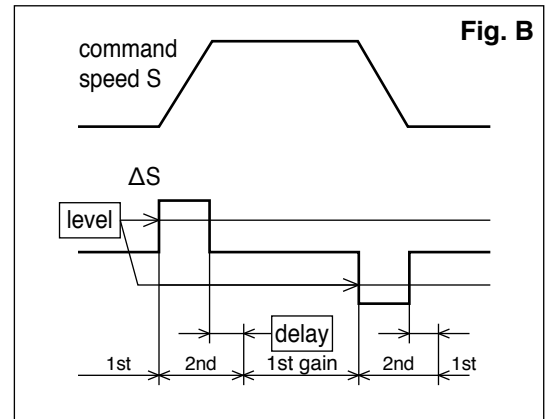 Fig. B
command
speed S
ΔS
level
delay
1st 2nd 1st gain 2nd 1st